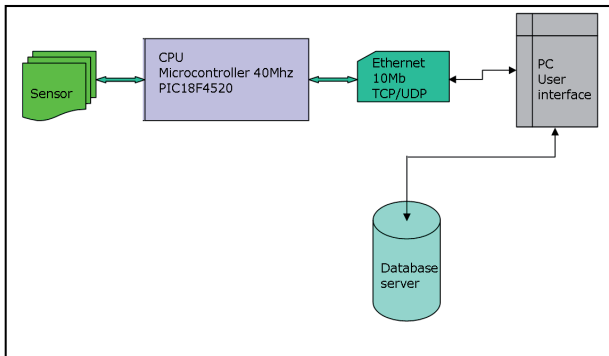 Sensor
CPU
Microcontroller 40Mhz
PIC18F4520
Ethernet
10Mb
TCP/UDP
PC
User
interface
Database
server